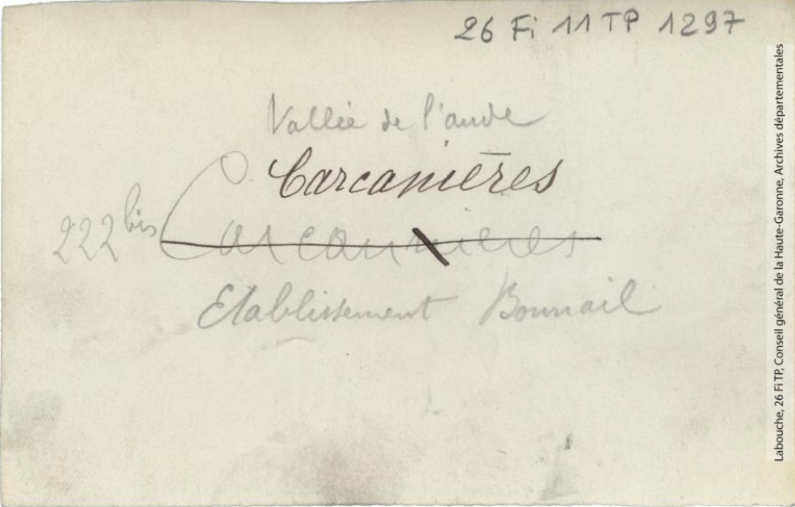 26 Fi 11 TP 1297
Vallée de l'aude
Carcanières
222 bis Carcannières
Etablissement Bonnail
Labouche, 26 Fi TP, Conseil général de la Haute-Garonne, Archives départementales